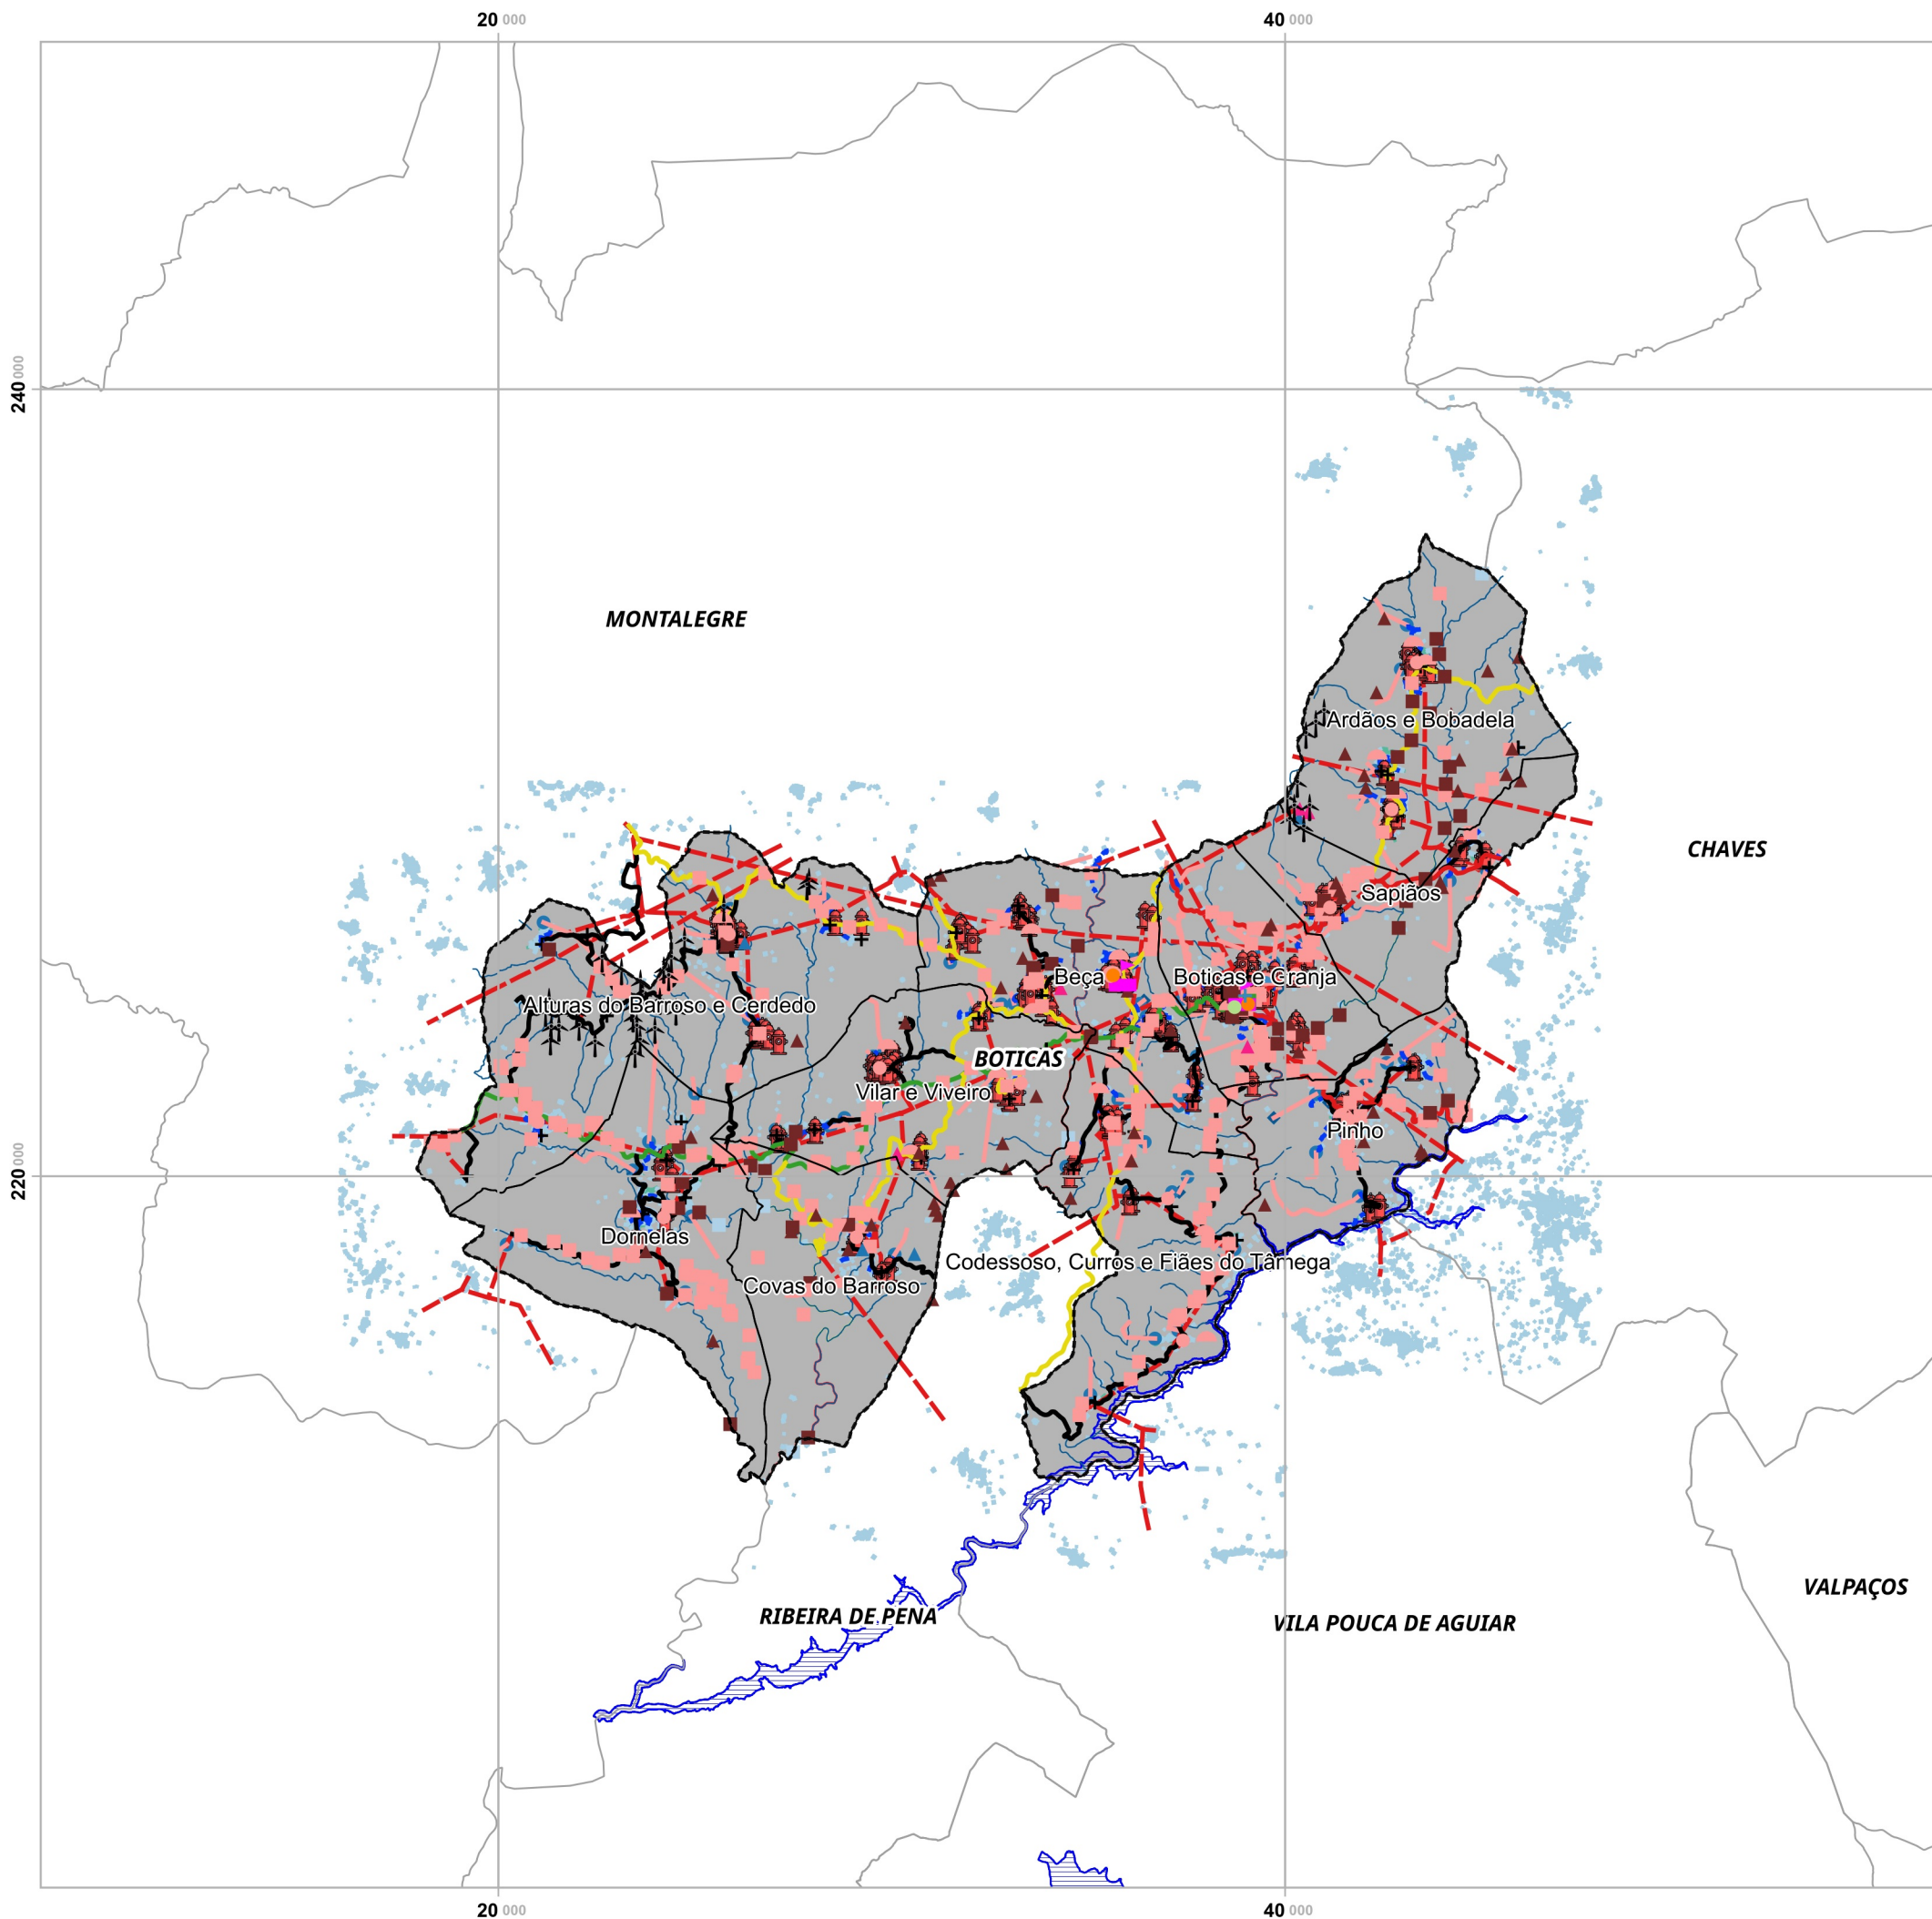 20 000
40 000
240 000
MONTALEGRE
Ardãos e Bobadela
CHAVES
Sapiãos
Beça
Boticas e Granja
Alturas do Barroso e Cerdedo
BOTICAS
Vilar e Viveiro
Pinho
220 000
Dornelas
Codessoso, Curros e Fiães do Tâmega
Covas do Barroso
VALPAÇOS
RIBEIRA DE PENA
VILA POUCA DE AGUIAR
20 000
40 000